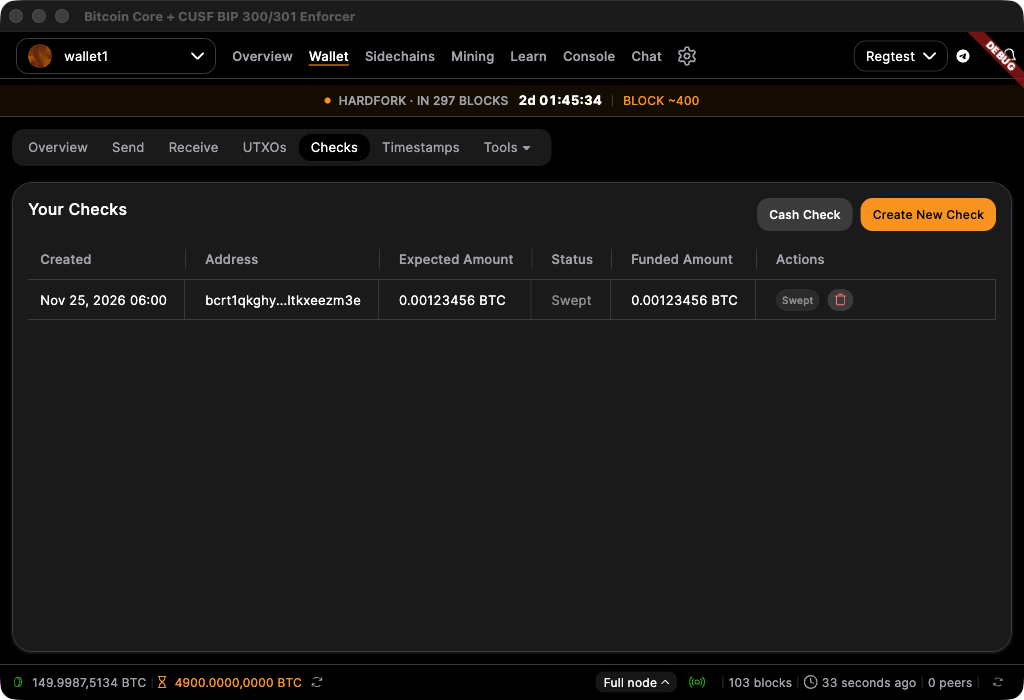 Bitcoin Core + CUSF BIP 300/301 Enforcer
wallet1 Overview Wallet Sidechains Mining Learn Console Chat Regtest DEBUG
HARDFORK · IN 297 BLOCKS 2d 01:45:34 BLOCK ~400
Overview Send Receive UTXOs Checks Timestamps Tools
Your Checks
Cash Check Create New Check
Created Address Expected Amount Status Funded Amount Actions
Nov 25, 2026 06:00 bcrt1qkghy...ltkxeezm3e 0.00123456 BTC Swept 0.00123456 BTC Swept
149.9987,5134 BTC 4900.0000,0000 BTC Full node 103 blocks 33 seconds ago 0 peers